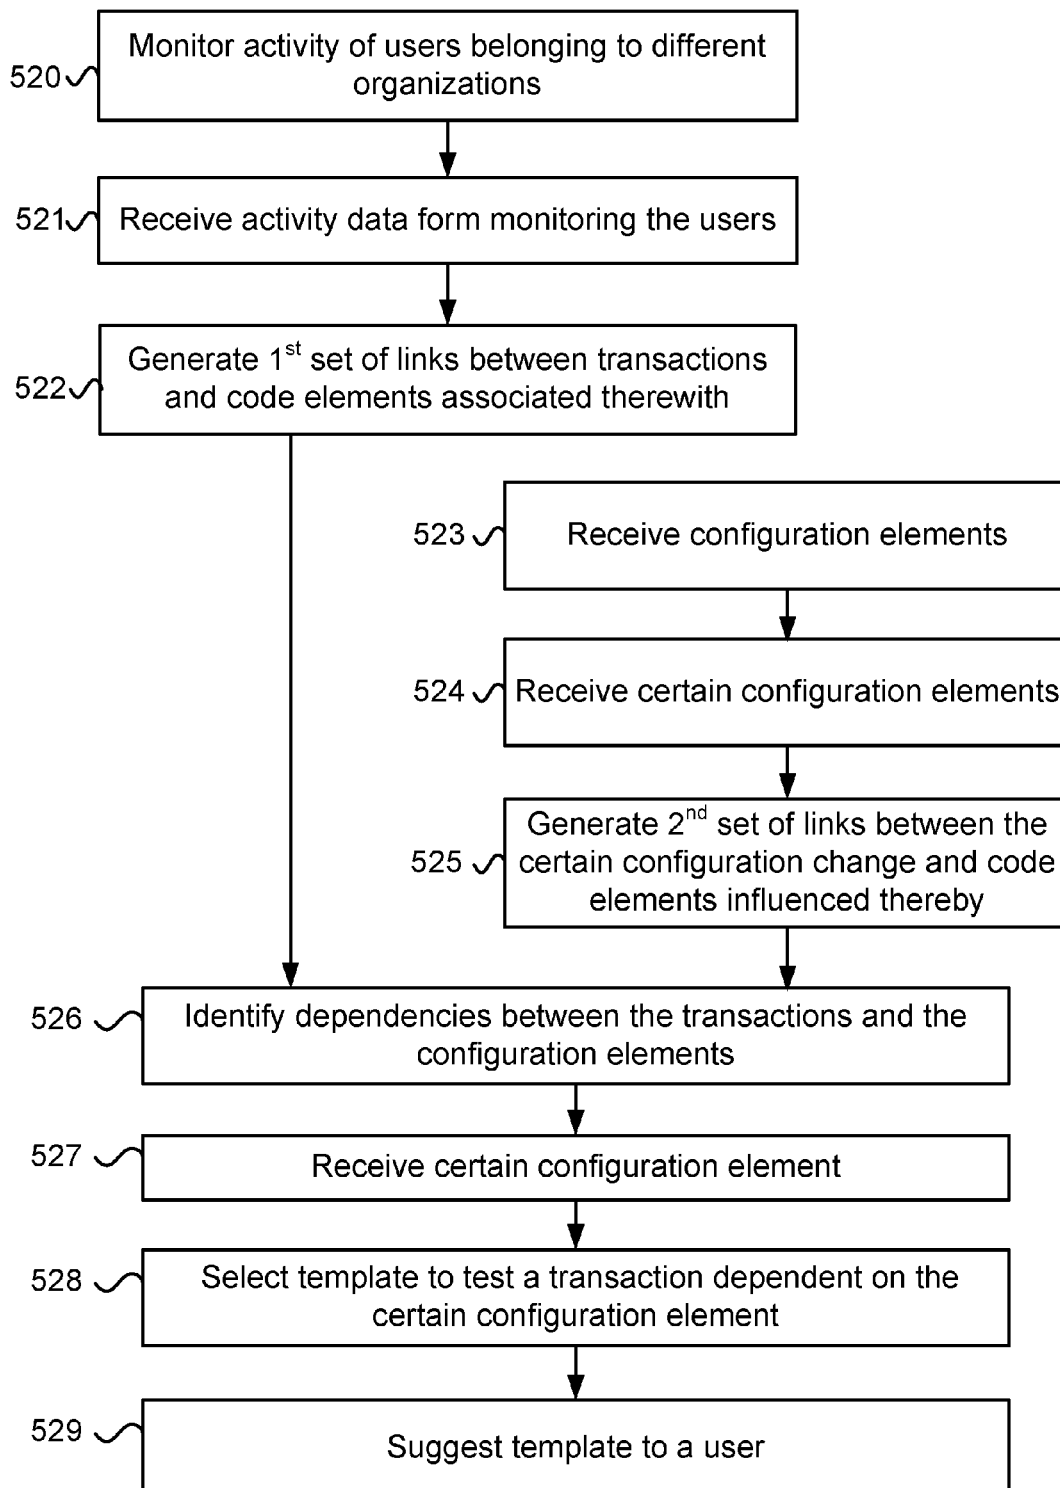 520
Monitor activity of users belonging to different
organizations
521
Receive activity data form monitoring the users
522
Generate 1st set of links between transactions
and code elements associated therewith
523
Receive configuration elements
524
Receive certain configuration elements
525
Generate 2nd set of links between the
certain configuration change and code
elements influenced thereby
526
Identify dependencies between the transactions and the
configuration elements
527
Receive certain configuration element
528
Select template to test a transaction dependent on the
certain configuration element
529
Suggest template to a user